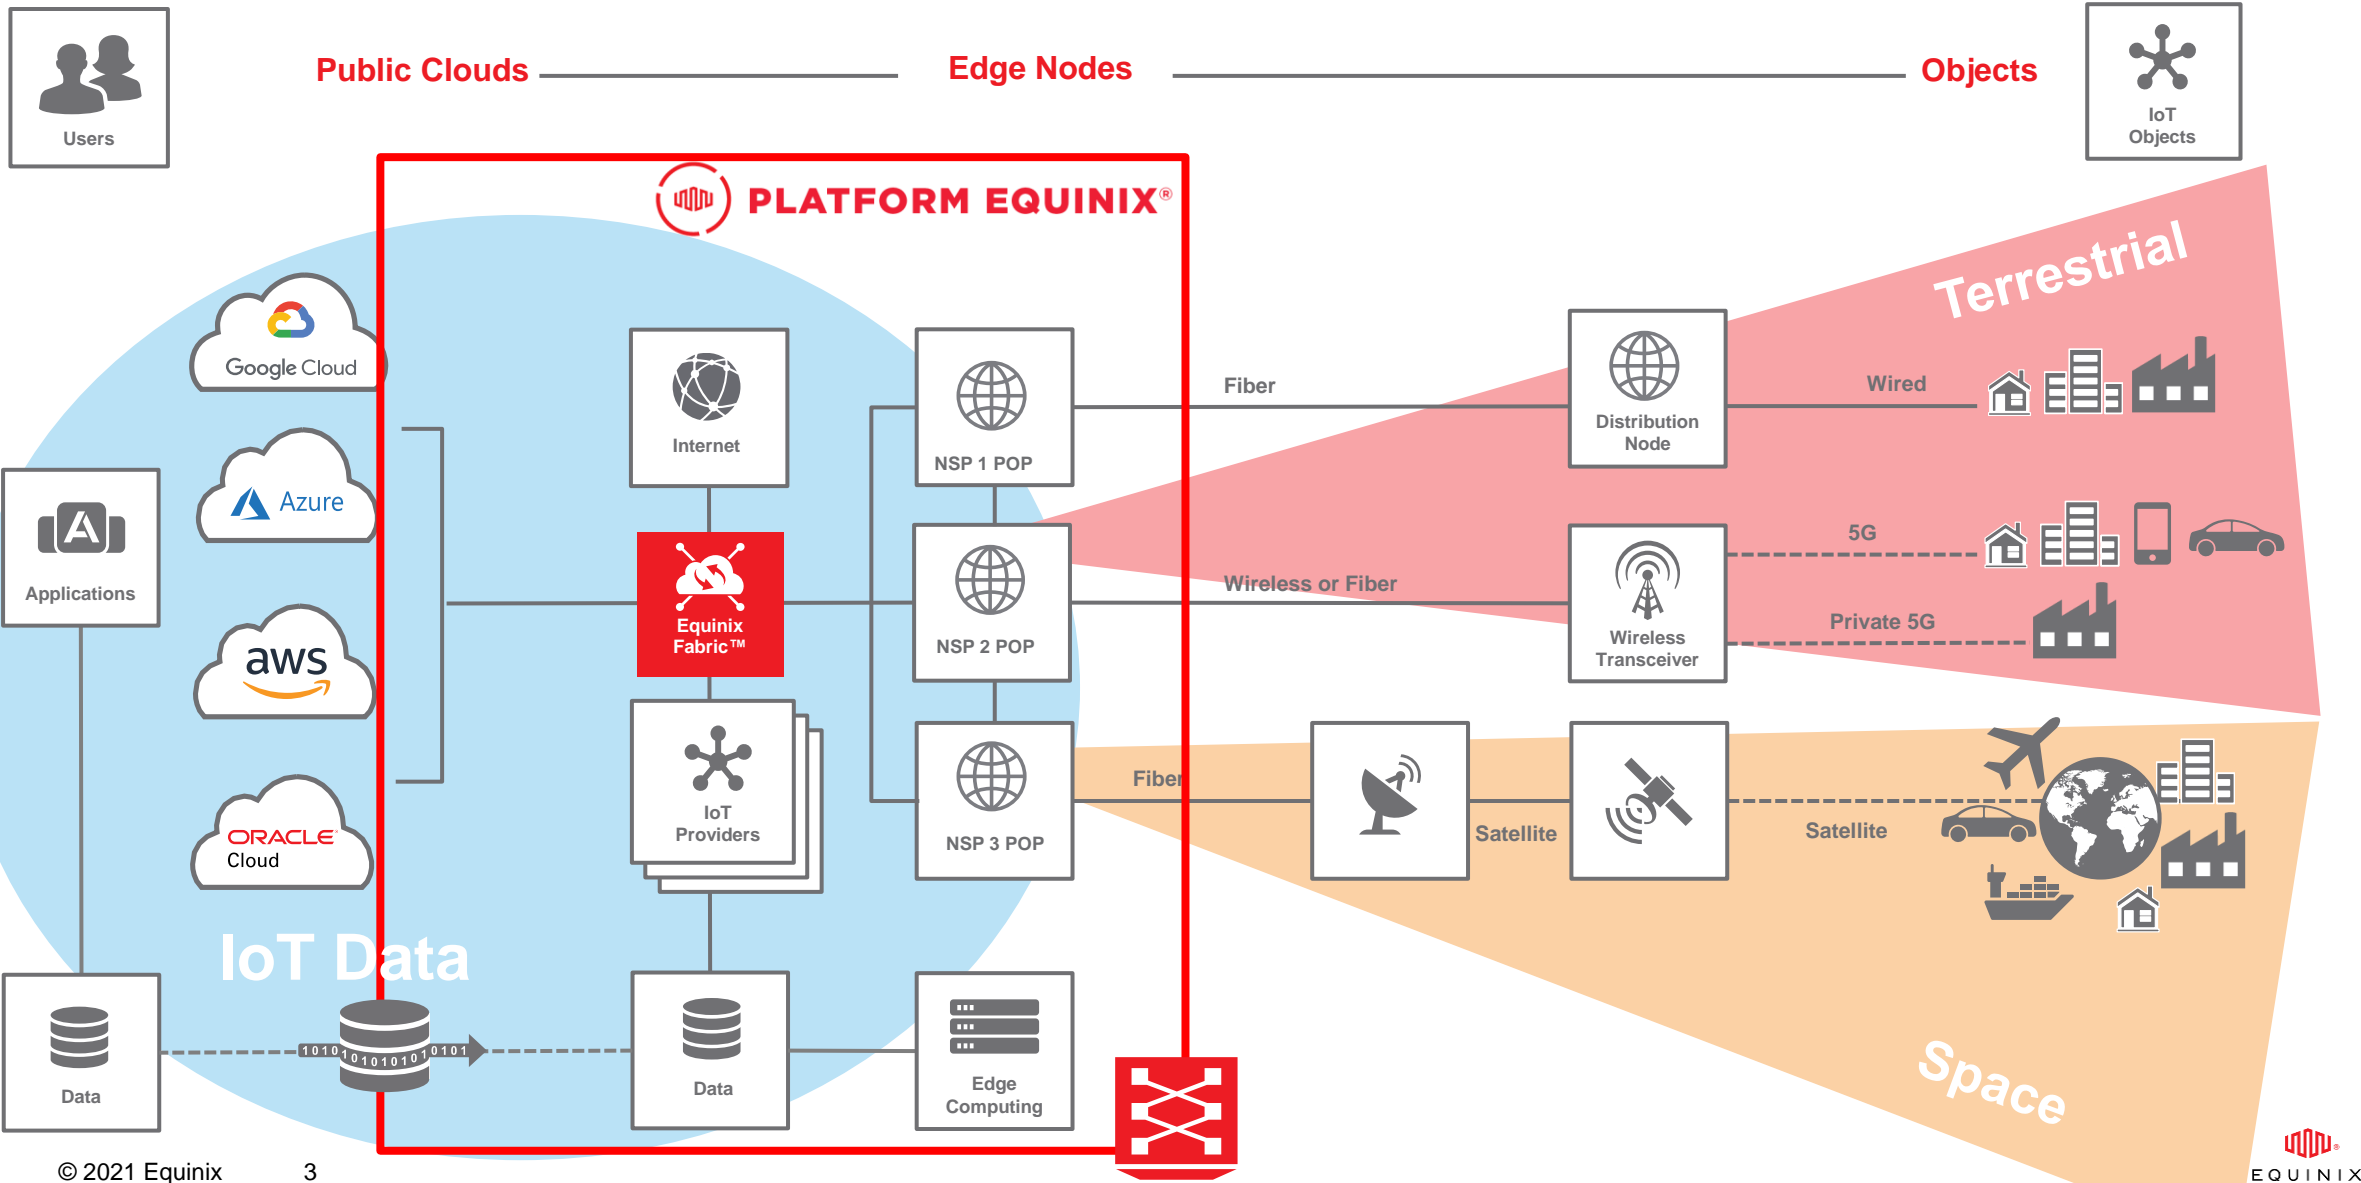 Users
Public Clouds
Edge Nodes
Objects
IoT
Objects
PLATFORM EQUINIX®
Terrestrial
Google Cloud
Internet
NSP 1 POP
Fiber
Distribution
Node
Wired
Azure
Applications
Equinix
Fabric™
NSP 2 POP
Wireless or Fiber
Wireless
Transceiver
5G
Private 5G
aws
IoT
Providers
NSP 3 POP
Fiber
Satellite
Satellite
ORACLE
Cloud
IoT Data
Data
1010101010101010101
Data
Edge
Computing
Space
© 2021 Equinix
3
EQUINIX